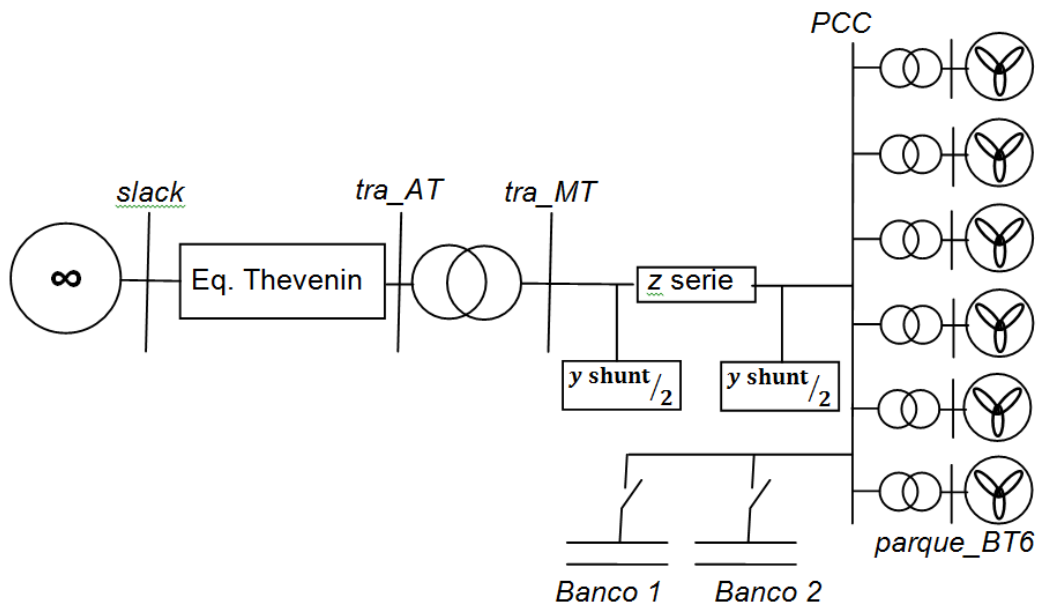 PCC
slack
tra_AT
tra_MT
∞
Eq. Thevenin
z serie
y shunt/2
y shunt/2
parque_BT6
Banco 1
Banco 2